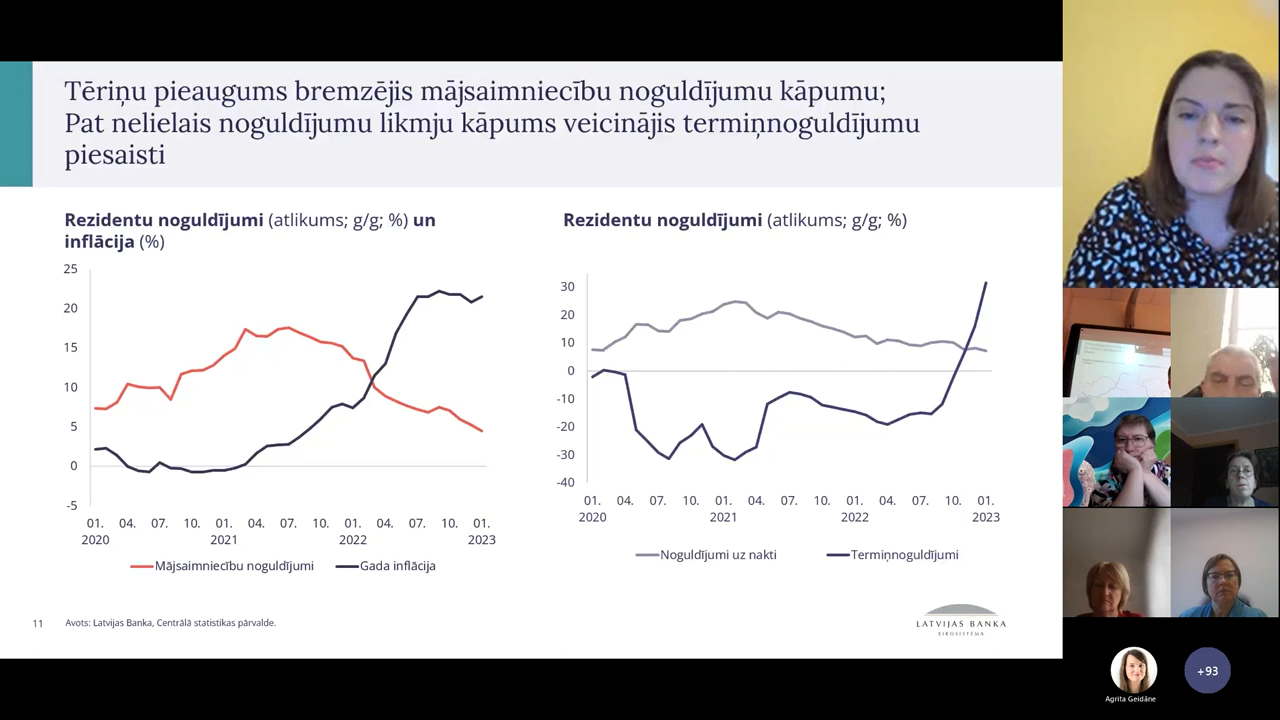 Tēriņu pieaugums bremzējis mājsaimniecību noguldījumu kāpumu;
Pat nelielais noguldījumu likmju kāpums veicinājis termiņnoguldījumu
piesaisti
Rezidentu noguldījumi (atlikums; g/g; %) un
inflācija (%)
25
20
15
10
5
0
-5
01. 04. 07. 10. 01. 04. 07. 10. 01. 04. 07. 10. 01.
2020 2021 2022 2023
Mājsaimniecību noguldījumi Gada inflācija
Rezidentu noguldījumi (atlikums; g/g; %)
30
20
10
0
-10
-20
-30
-40
01. 04. 07. 10. 01. 04. 07. 10. 01. 04. 07. 10. 01.
2020 2021 2022 2023
Noguldījumi uz nakti Termiņnoguldījumi
11 Avots: Latvijas Banka, Centrālā statistikas pārvalde.
LATVIJAS BANKA
EIROSISTĒMA
+93
Agrita Geidāne